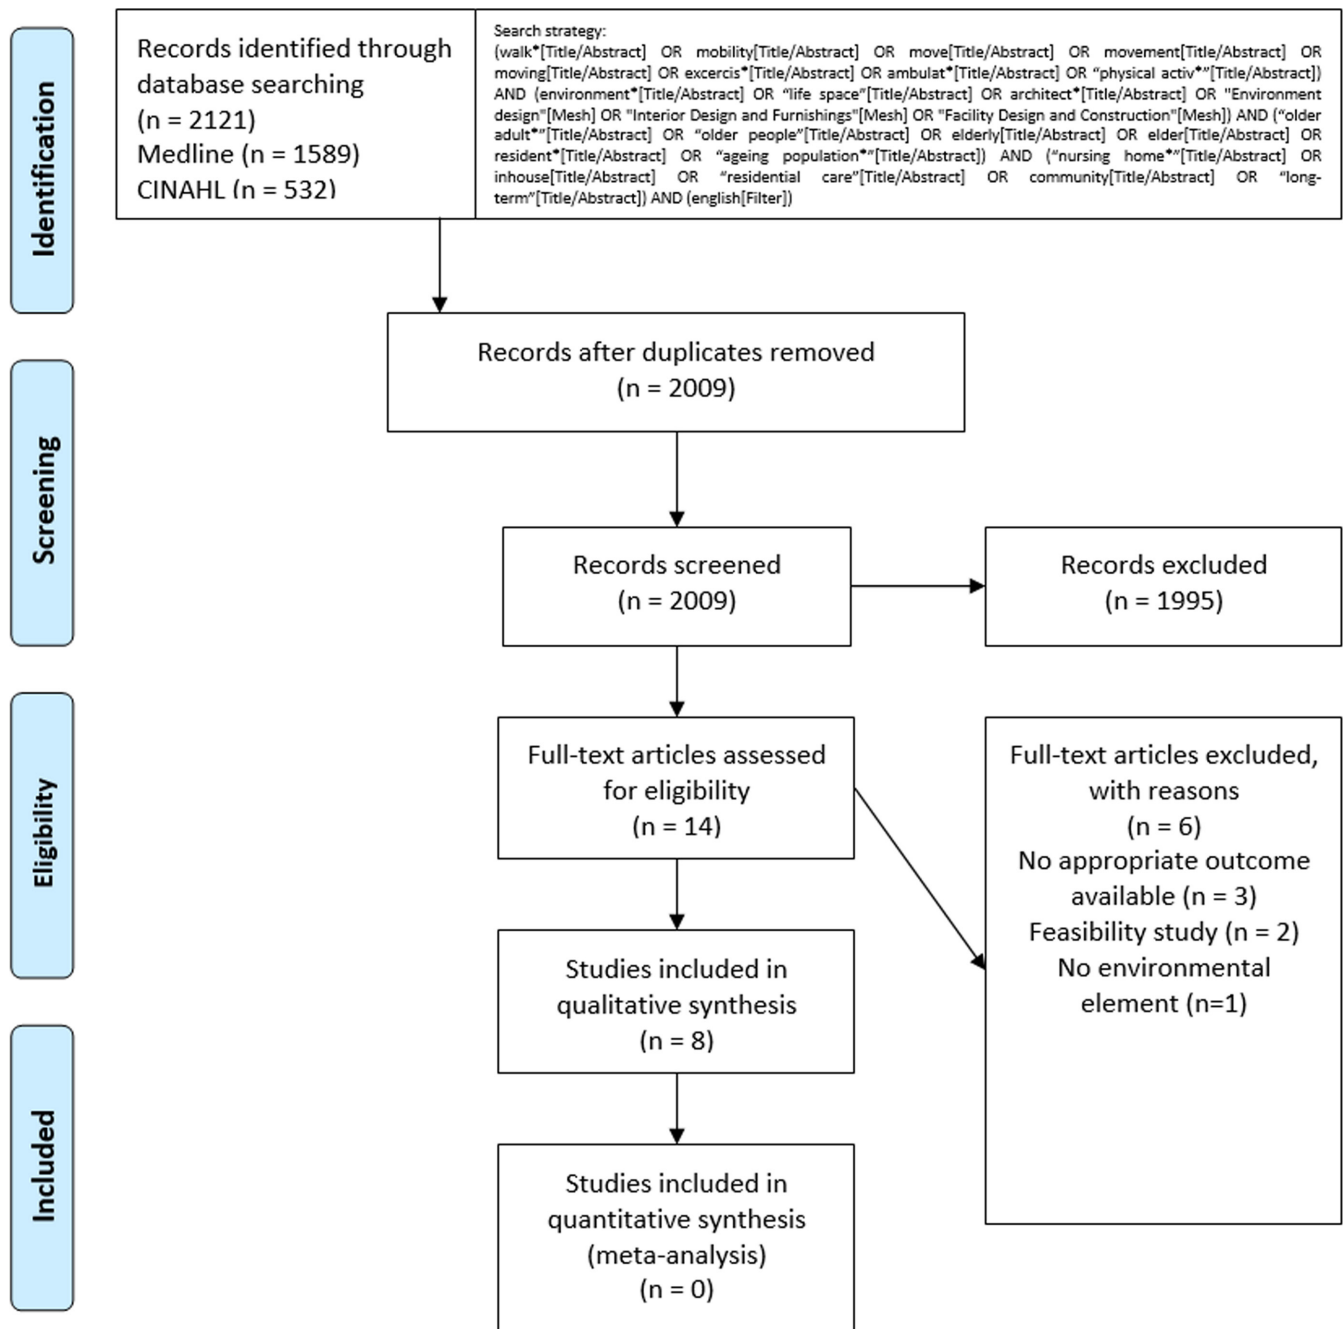 Identification
Records identified through
database searching
(n = 2121)
Medline (n = 1589)
CINAHL (n = 532)
Search strategy:
(walk*[Title/Abstract] OR mobility[Title/Abstract] OR move[Title/Abstract] OR movement[Title/Abstract] OR
moving[Title/Abstract] OR excercis*[Title/Abstract] OR ambulat*[Title/Abstract] OR “physical activ*”[Title/Abstract])
AND (environment*[Title/Abstract] OR “life space”[Title/Abstract] OR architect*[Title/Abstract] OR "Environment
design"[Mesh] OR "Interior Design and Furnishings"[Mesh] OR "Facility Design and Construction"[Mesh]) AND (“older
adult*”[Title/Abstract] OR “older people”[Title/Abstract] OR elderly[Title/Abstract] OR elder[Title/Abstract] OR
resident*[Title/Abstract] OR “ageing population*”[Title/Abstract]) AND (“nursing home*”[Title/Abstract] OR
inhouse[Title/Abstract] OR “residential care”[Title/Abstract] OR community[Title/Abstract] OR “long-
term”[Title/Abstract]) AND (english[Filter])
Records after duplicates removed
(n = 2009)
Screening
Records screened
(n = 2009)
Records excluded
(n = 1995)
Eligibility
Full-text articles assessed
for eligibility
(n = 14)
Full-text articles excluded,
with reasons
(n = 6)
No appropriate outcome
available (n = 3)
Feasibility study (n = 2)
No environmental
element (n=1)
Studies included in
qualitative synthesis
(n = 8)
Included
Studies included in
quantitative synthesis
(meta-analysis)
(n = 0)